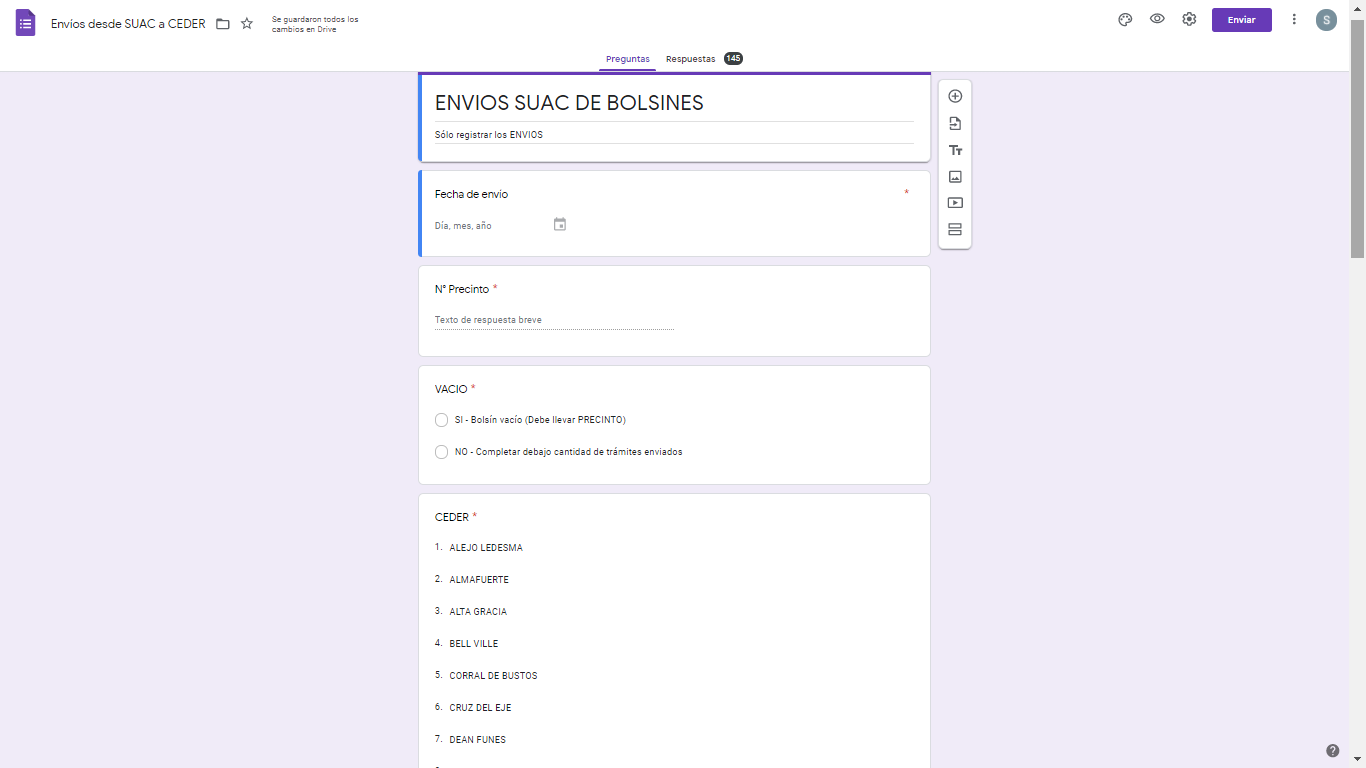 Envíos desde SUAC a CEDER
Se guardaron todos los
cambios en Drive
Enviar
S
Preguntas
Respuestas 145
ENVIOS SUAC DE BOLSINES
Sólo registrar los ENVIOS
Fecha de envío *
Día, mes, año
N° Precinto *
Texto de respuesta breve
VACIO *
SI - Bolsín vacío (Debe llevar PRECINTO)
NO - Completar debajo cantidad de trámites enviados
CEDER *
1. ALEJO LEDESMA
2. ALMAFUERTE
3. ALTA GRACIA
4. BELL VILLE
5. CORRAL DE BUSTOS
6. CRUZ DEL EJE
7. DEAN FUNES